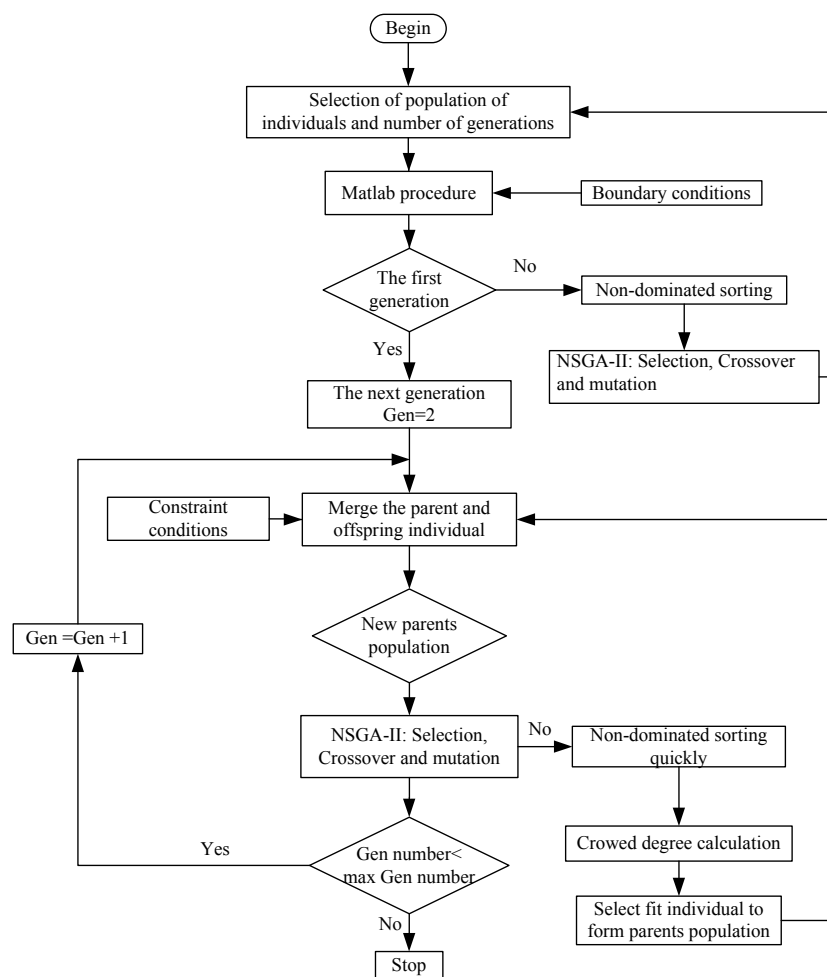 Begin
Selection of population of
individuals and number of generations
Matlab procedure
Boundary conditions
The first
generation
No
Non-dominated sorting
Yes
NSGA-II: Selection, Crossover
and mutation
The next generation
Gen=2
Constraint
conditions
Merge the parent and
offspring individual
New parents
population
Gen =Gen +1
NSGA-II: Selection,
Crossover and mutation
No
Non-dominated sorting
quickly
Yes
Gen number<
max Gen number
Crowed degree calculation
Select fit individual to
form parents population
No
Stop